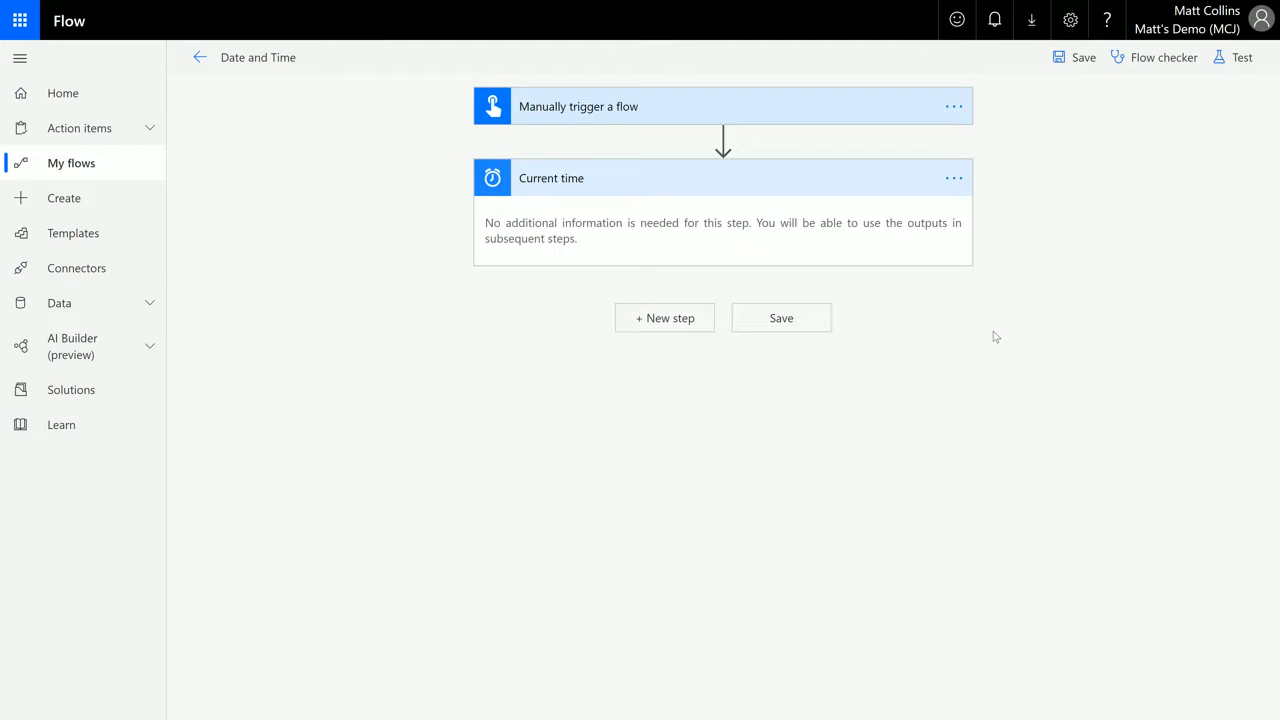 Flow
Matt Collins
Matt's Demo (MCJ)
Date and Time
Save
Flow checker
Test
Home
Action items
My flows
Create
Templates
Connectors
Data
AI Builder
(preview)
Solutions
Learn
Manually trigger a flow
Current time
No additional information is needed for this step. You will be able to use the outputs in
subsequent steps.
+ New step
Save